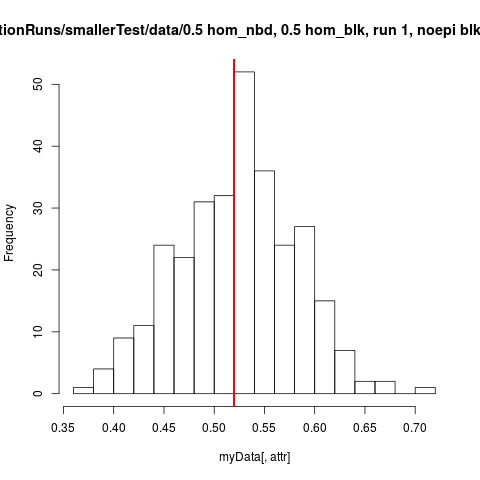 tionRuns/smallerTest/data/0.5 hom_nbd, 0.5 hom_blk, run 1, noepi blk
50
40
30
20
10
0
Frequency
0.35 0.40 0.45 0.50 0.55 0.60 0.65 0.70
myData[, attr]